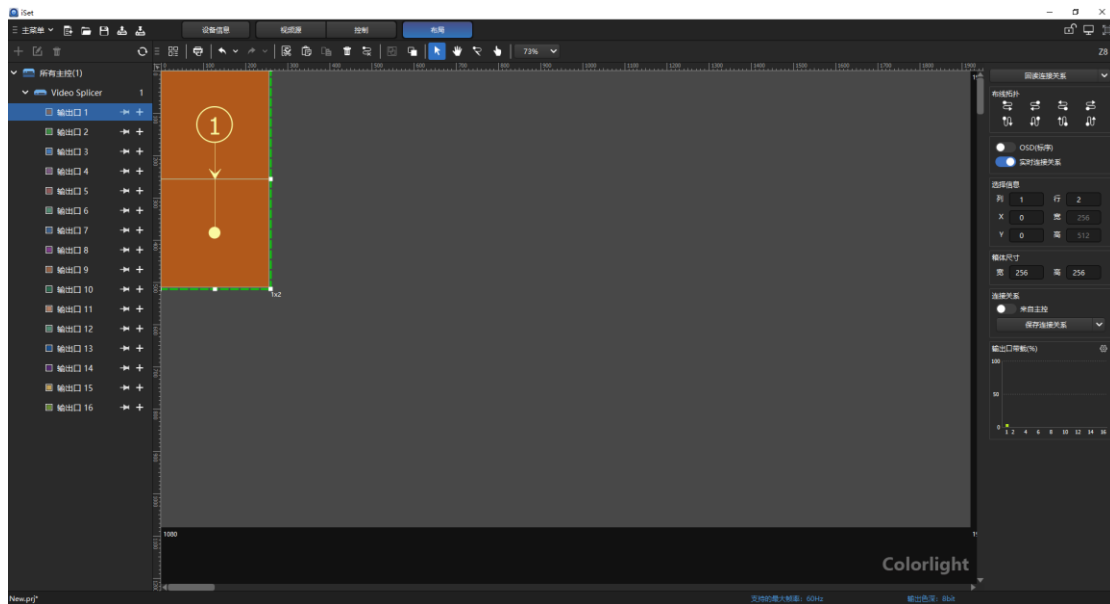 iSet
主菜单
设备信息 视频源 控制 布局
73%
Z8
所有主控(1)
Video Splicer 1
输出口 1
输出口 2
输出口 3
输出口 4
输出口 5
输出口 6
输出口 7
输出口 8
输出口 9
输出口 10
输出口 11
输出口 12
输出口 13
输出口 14
输出口 15
输出口 16
1
1x2
1080
Colorlight
回读连接关系
布线拓扑
OSD(标序)
实时连接关系
选择信息
列 1 行 2
X 0 宽 256
Y 0 高 512
箱体尺寸
宽 256 高 256
连接关系
来自主控
保存连接关系
输出口带载(%)
100
50
0
1 2 4 6 8 10 12 14 16
New.prj*
支持的最大帧率：60Hz
输出色深：8bit